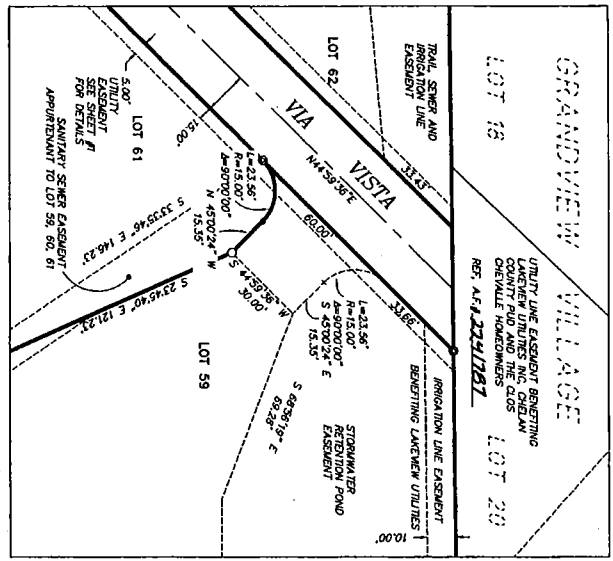 GRANDVIEW VILLAGE
LOT 18
LOT 20
UTILITY LINE EASEMENT BENEFITING
LAKEVIEW UTILITIES INC, CHELAN
COUNTY PUD AND THE CLOS
CHEVALLE HOMEOWNERS
REF. A.F.# 2241787
TRAIL, SEWER AND
IRRIGATION LINE
EASEMENT
LOT 62
33.43'
VIA VISTA
N44°59'36"E
60.00'
33.66'
IRRIGATION LINE EASEMENT
BENEFITING LAKEVIEW UTILITIES
10.00'
15.00'
5.00'
UTILITY
EASEMENT
SEE SHEET #1
FOR DETAILS
LOT 61
L=23.56'
R=15.00'
Δ=90°00'00"
N 45°00'24" W
15.35'
S 44°59'36" W
30.00'
L=23.56'
R=15.00'
Δ=90°00'00"
S 45°00'24" E
15.35'
STORMWATER
RETENTION POND
EASEMENT
S 68°56'19" E
69.28'
LOT 59
S 23°45'40" E 121.23'
S 33°35'46" E 146.23'
SANITARY SEWER EASEMENT
APPURTENANT TO LOT 59, 60, 61